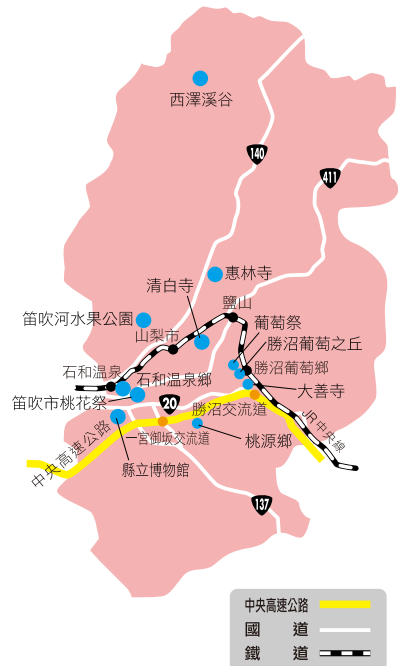 西澤溪谷
140
411
惠林寺
清白寺
鹽山
笛吹河水果公園
葡萄祭
山梨市
勝沼葡萄之丘
石和温泉
勝沼葡萄鄉
石和温泉鄉
大善寺
笛吹市桃花祭
20
勝沼交流道
JR中央線
中央高速公路
一宮御坂交流道
桃源鄉
縣立博物館
137
中央高速公路
國道
鐵道